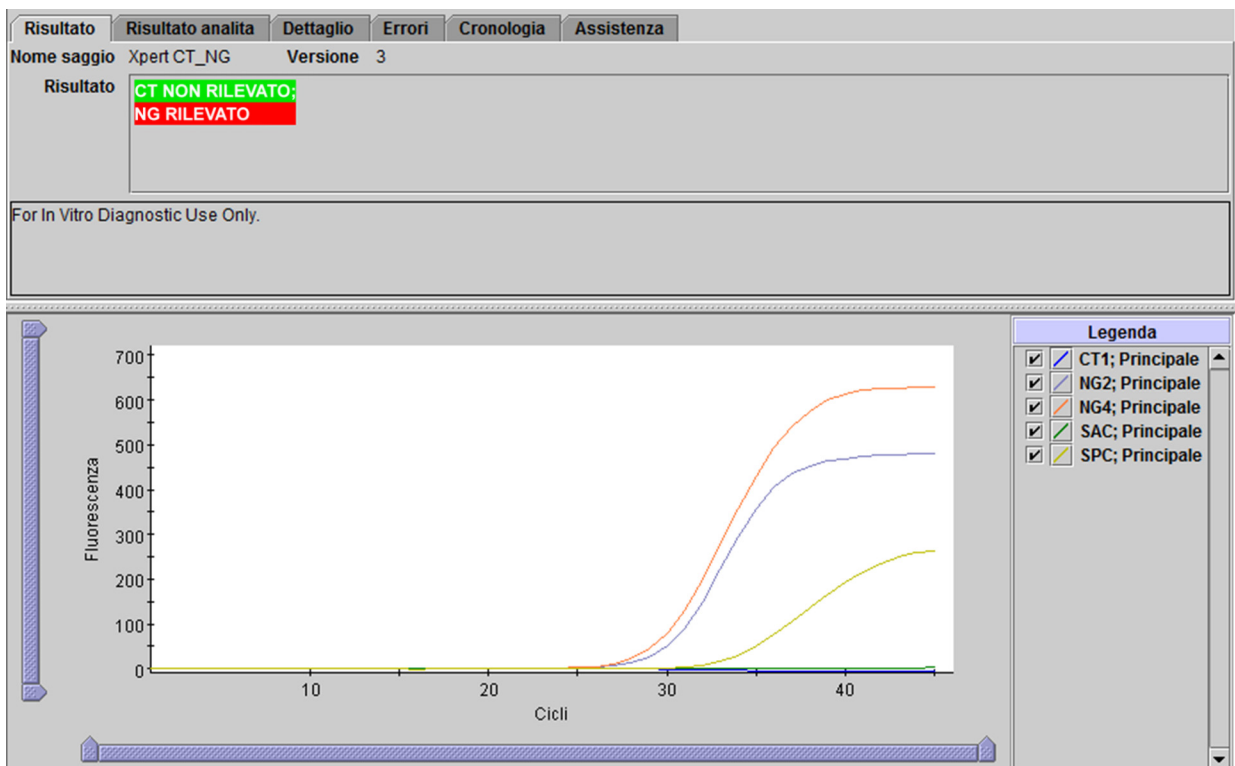 Risultato Risultato analita Dettaglio Errori Cronologia Assistenza
Nome saggio Xpert CT_NG Versione 3
Risultato CT NON RILEVATO;
NG RILEVATO
For In Vitro Diagnostic Use Only.
Legenda
CT1; Principale
NG2; Principale
NG4; Principale
SAC; Principale
SPC; Principale
Fluorescenza
700
600
500
400
300
200
100
0
10 20 30 40
Cicli